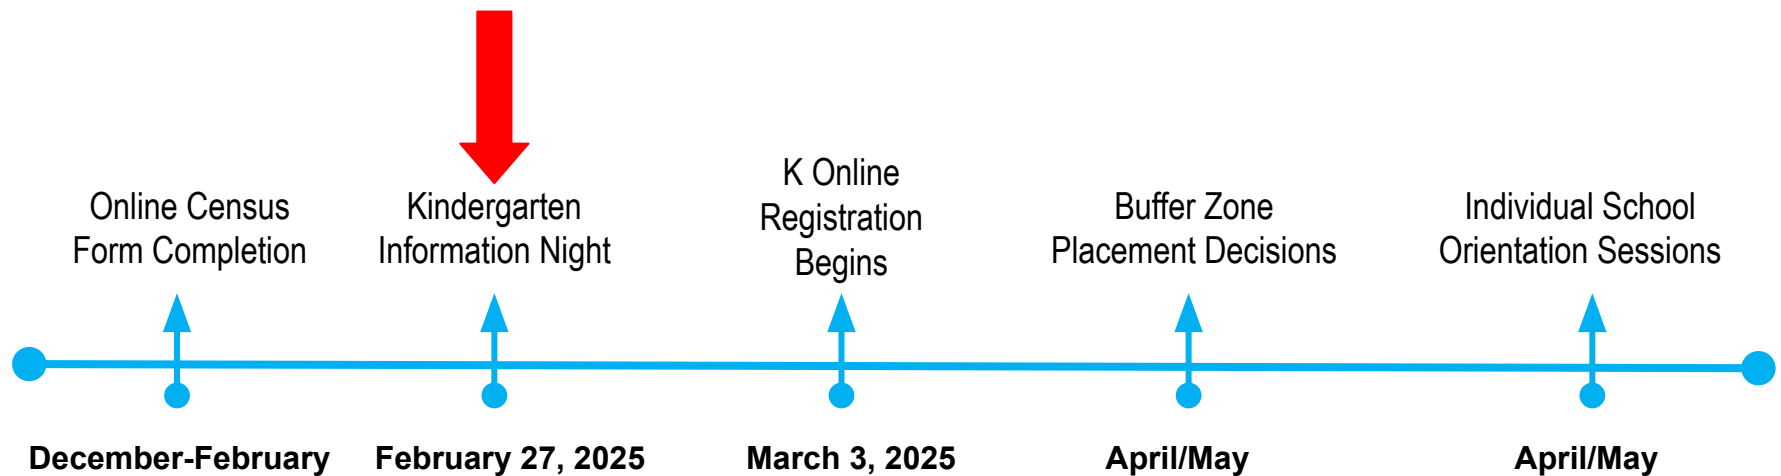 Online Census
Form Completion
Kindergarten
Information Night
K Online
Registration
Begins
Buffer Zone
Placement Decisions
Individual School
Orientation Sessions
December-February
February 27, 2025
March 3, 2025
April/May
April/May